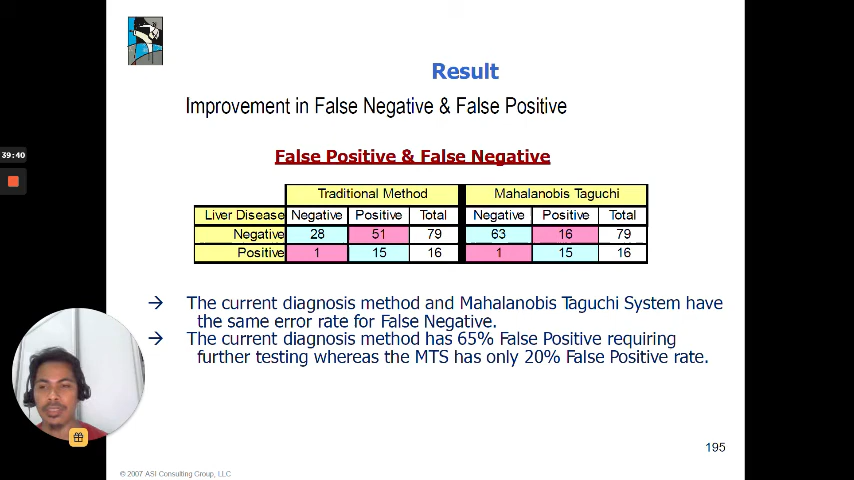 Result
Improvement in False Negative & False Positive
39:40
False Positive & False Negative
Traditional Method Mahalanobis Taguchi
Liver Disease Negative Positive Total Negative Positive Total
Negative 28 51 79 63 16 79
Positive 1 15 16 1 15 16
→ The current diagnosis method and Mahalanobis Taguchi System have
the same error rate for False Negative.
→ The current diagnosis method has 65% False Positive requiring
further testing whereas the MTS has only 20% False Positive rate.
195
© 2007 ASI Consulting Group, LLC